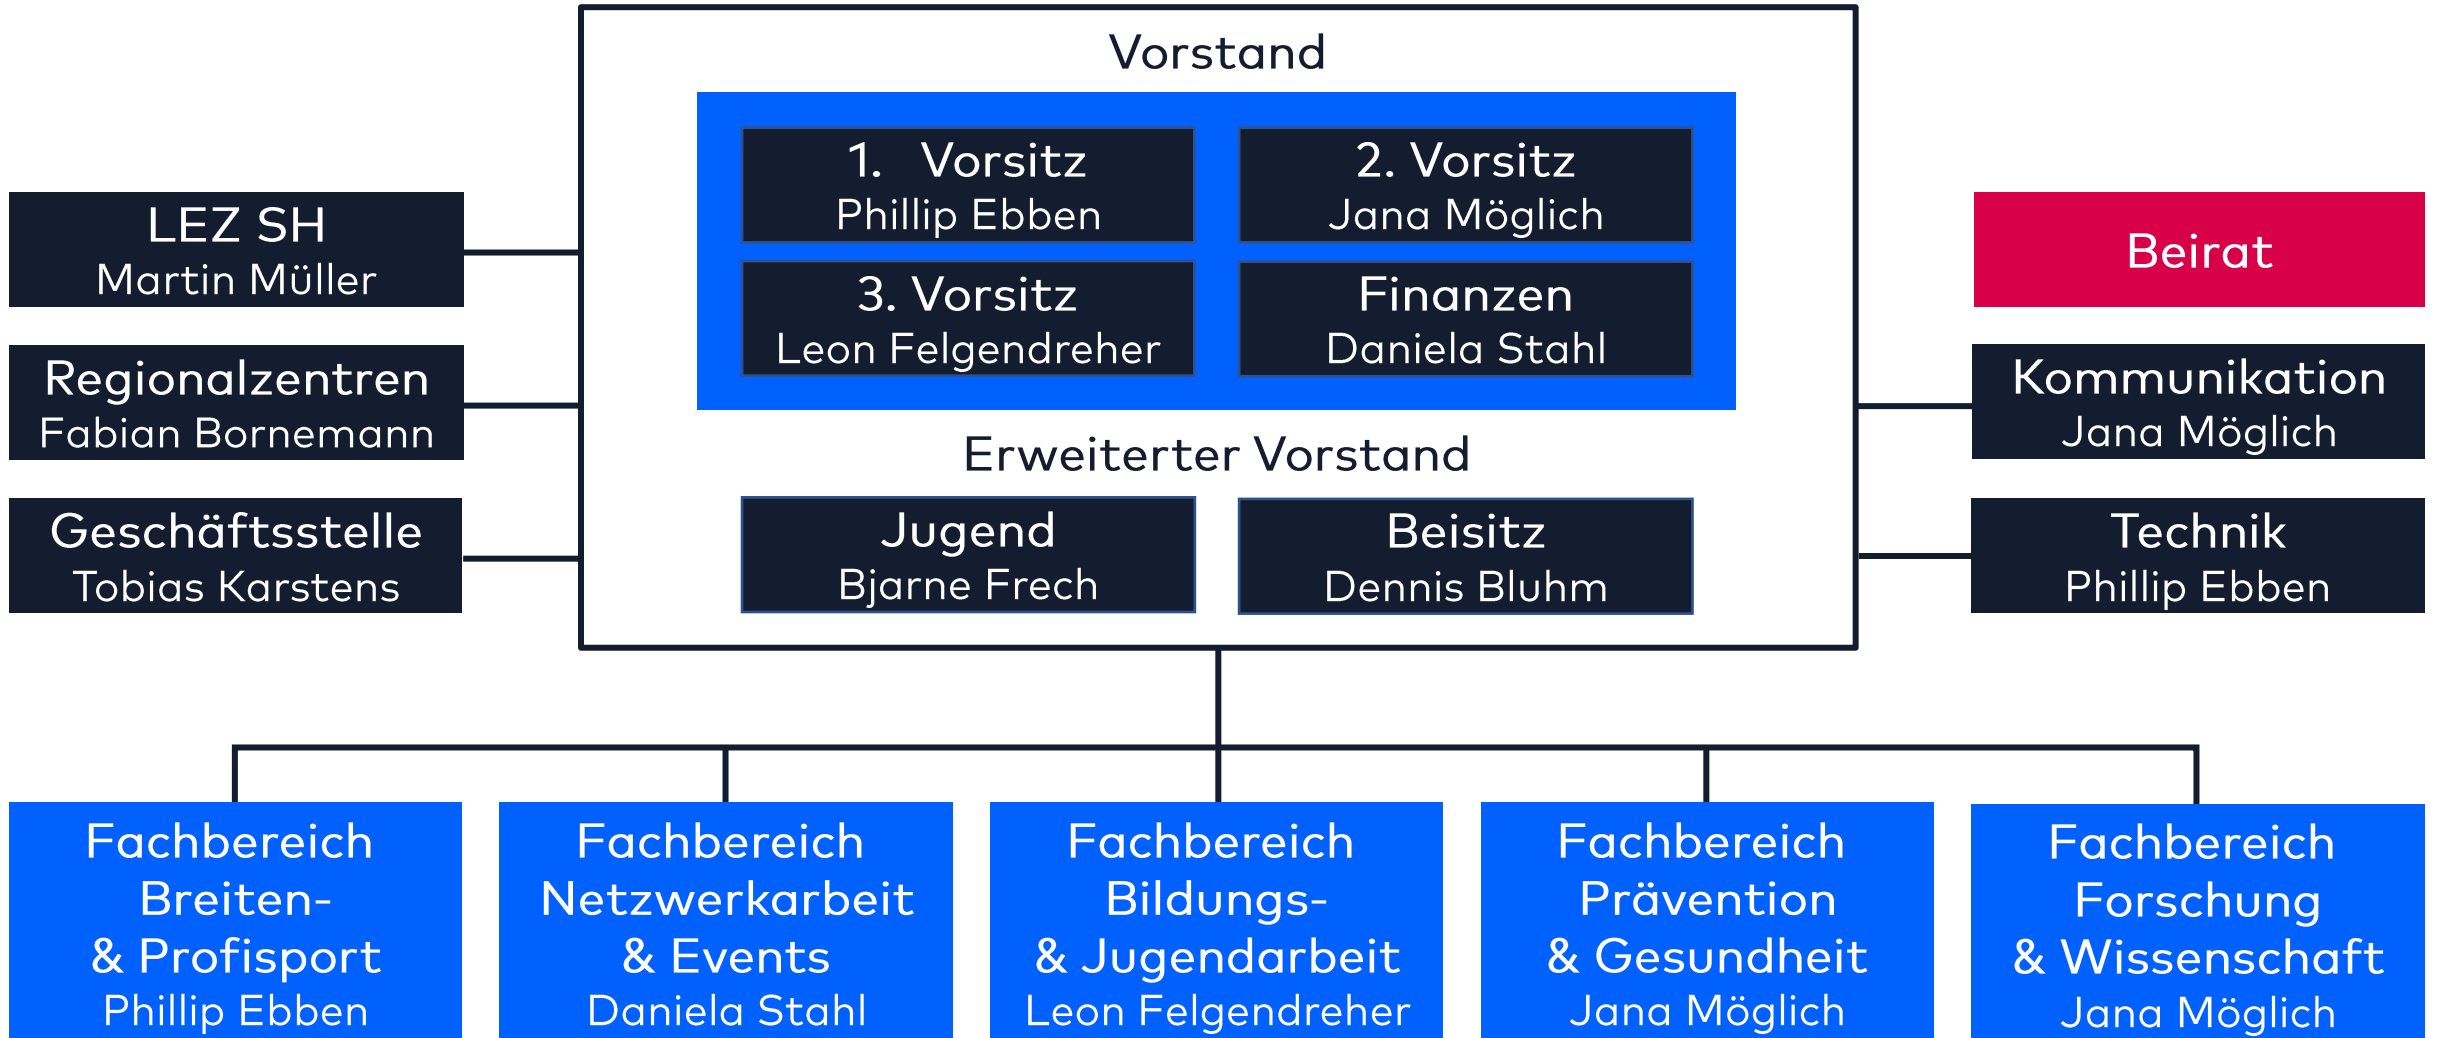 Vorstand
1. Vorsitz
Phillip Ebben
2. Vorsitz
Jana Möglich
3. Vorsitz
Leon Felgendreher
Finanzen
Daniela Stahl
Erweiterter Vorstand
Jugend
Bjarne Frech
Beisitz
Dennis Bluhm
LEZ SH
Martin Müller
Regionalzentren
Fabian Bornemann
Geschäftsstelle
Tobias Karstens
Beirat
Kommunikation
Jana Möglich
Technik
Phillip Ebben
Fachbereich
Breiten-
& Profisport
Phillip Ebben
Fachbereich
Netzwerkarbeit
& Events
Daniela Stahl
Fachbereich
Bildungs-
& Jugendarbeit
Leon Felgendreher
Fachbereich
Prävention
& Gesundheit
Jana Möglich
Fachbereich
Forschung
& Wissenschaft
Jana Möglich